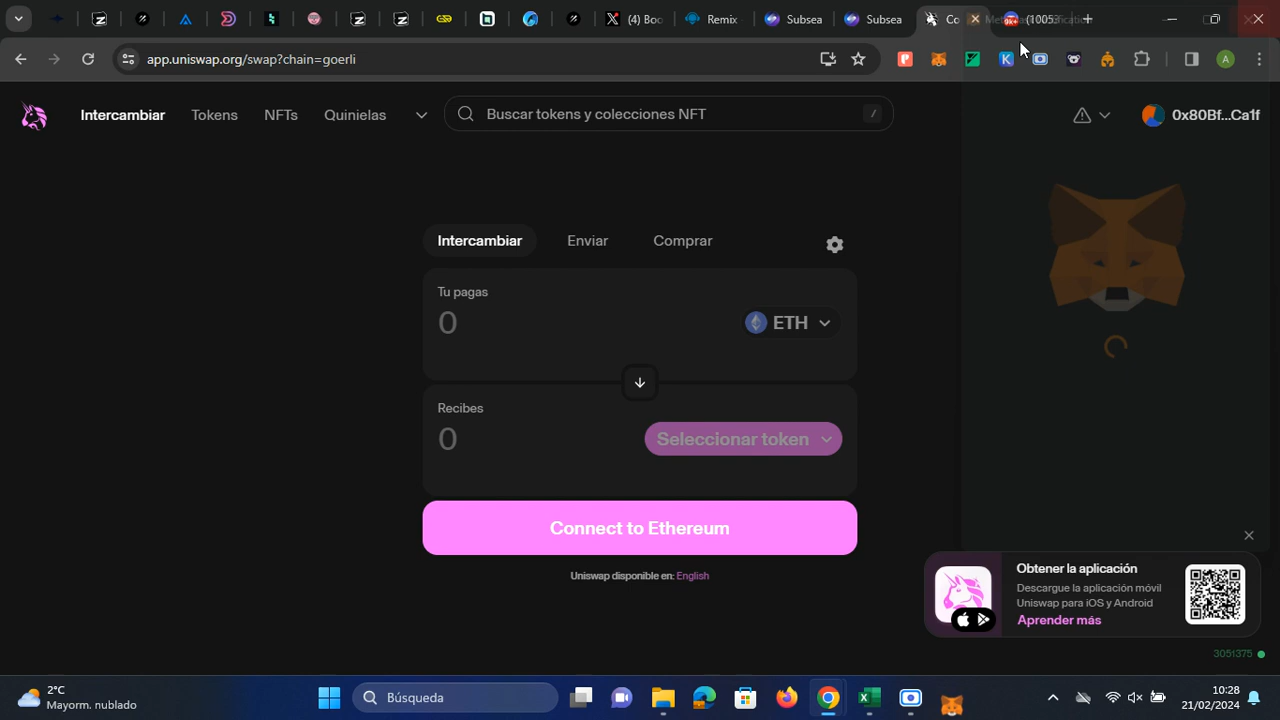 (4) Boo
Remix
Subsea
Subsea
Co
(1005
app.uniswap.org/swap?chain=goerli
A
Intercambiar
Tokens
NFTs
Quinielas
Buscar tokens y colecciones NFT
/
0x80Bf...Ca1f
Intercambiar
Enviar
Comprar
Tu pagas
0
ETH
Recibes
0
Seleccionar token
Connect to Ethereum
Uniswap disponible en: English
Obtener la aplicación
Descargue la aplicación móvil
Uniswap para iOS y Android
Aprender más
3051375
2°C
Mayorm. nublado
Búsqueda
10:28
21/02/2024